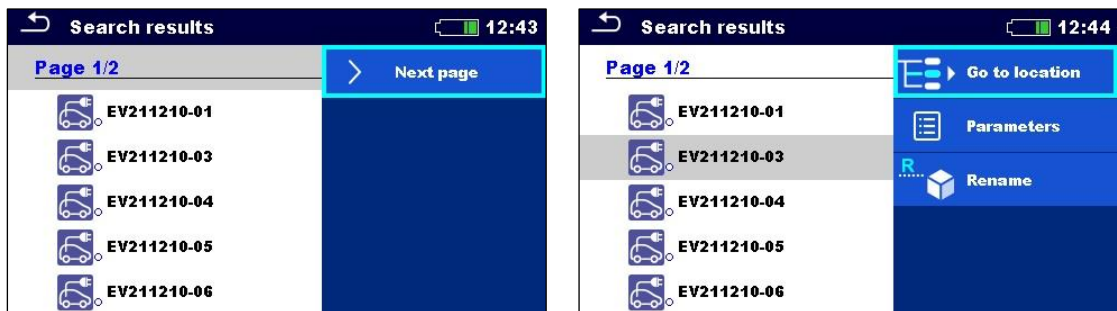 Search results 12:43
Page 1/2
Next page
EV211210-01
EV211210-03
EV211210-04
EV211210-05
EV211210-06
Search results 12:44
Page 1/2
Go to location
EV211210-01
Parameters
EV211210-03
R
Rename
EV211210-04
EV211210-05
EV211210-06